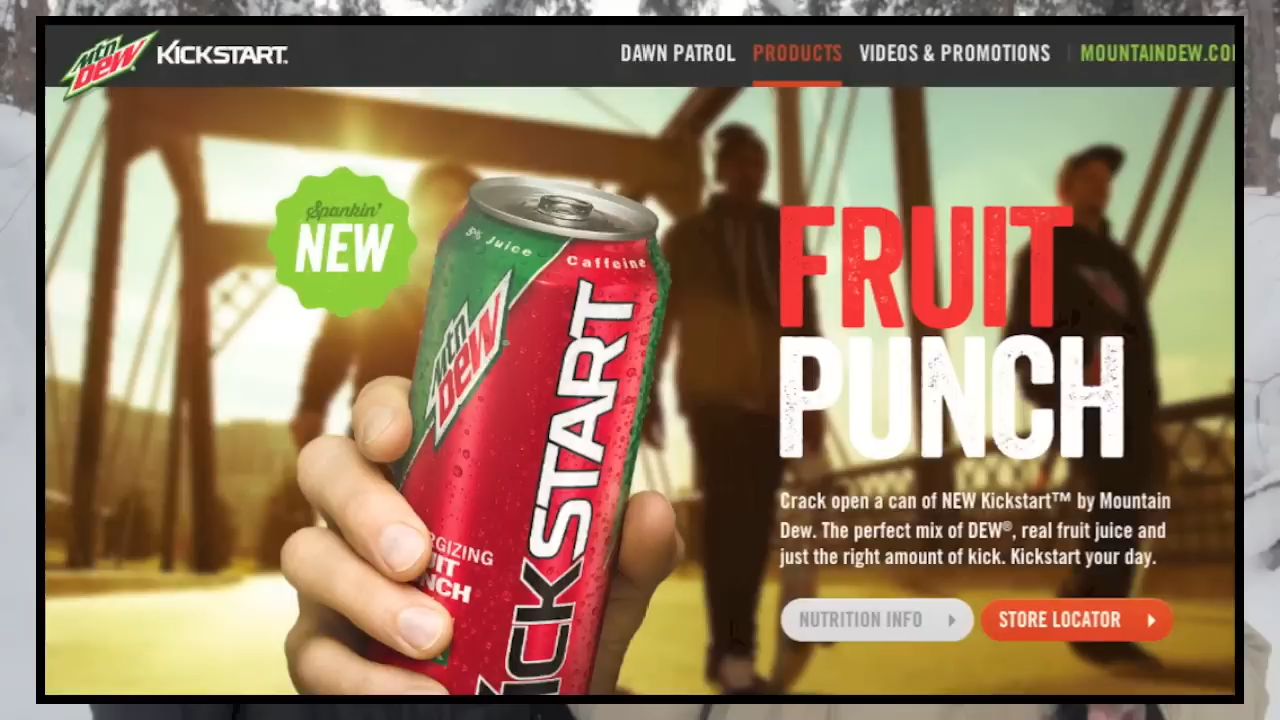 Mtn DEW KICKSTART.
DAWN PATROL PRODUCTS VIDEOS & PROMOTIONS MOUNTAINDEW.CO
Spankin'
NEW
5% Juice Caffeine
Mtn DEW
KICKSTART
RGIZING
UIT
NCH
FRUIT
PUNCH
Crack open a can of NEW Kickstart™ by Mountain
Dew. The perfect mix of DEW®, real fruit juice and
just the right amount of kick. Kickstart your day.
NUTRITION INFO STORE LOCATOR